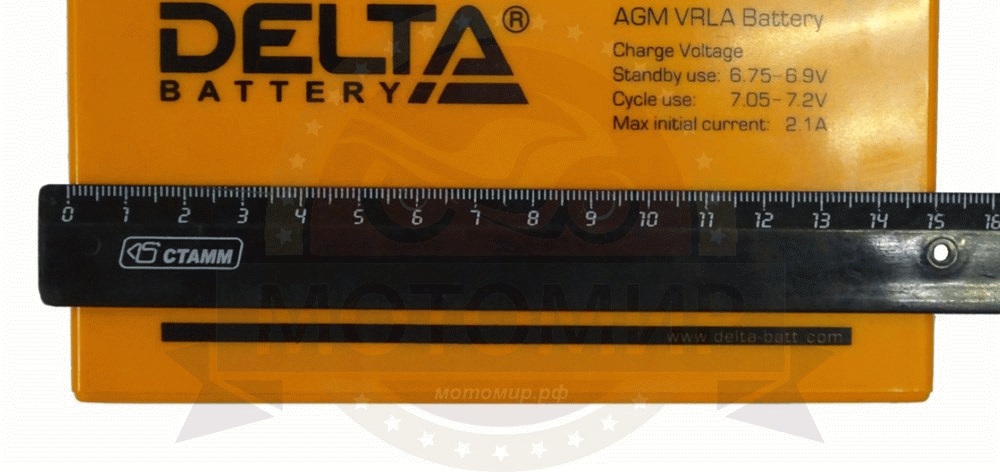 DELTA®
BATTERY
AGM VRLA Battery
Charge Voltage
Standby use: 6.75-6.9V
Cycle use: 7.05-7.2V
Max initial current: 2.1A
0 1 2 3 4 5 6 7 8 9 10 11 12 13 14 15 16
СТАММ
МОТОМИР
www.delta-batt.com
мотомир.рф